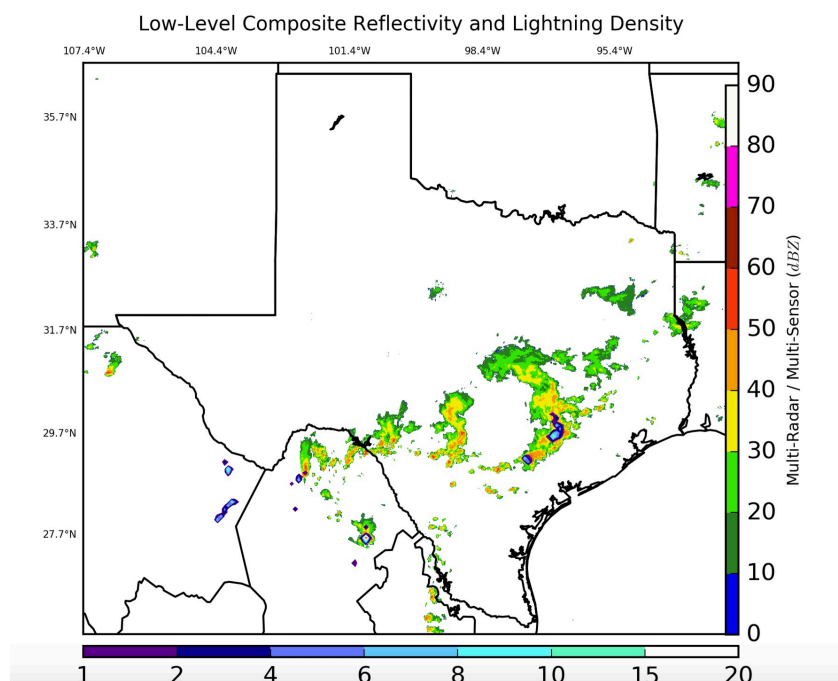 Low-Level Composite Reflectivity and Lightning Density
107.4°W 104.4°W 101.4°W 98.4°W 95.4°W
35.7°N
33.7°N
31.7°N
29.7°N
27.7°N
90
80
70
60
50
40
30
20
10
0
Multi-Radar / Multi-Sensor (dBZ)
1 2 4 6 8 10 15 20